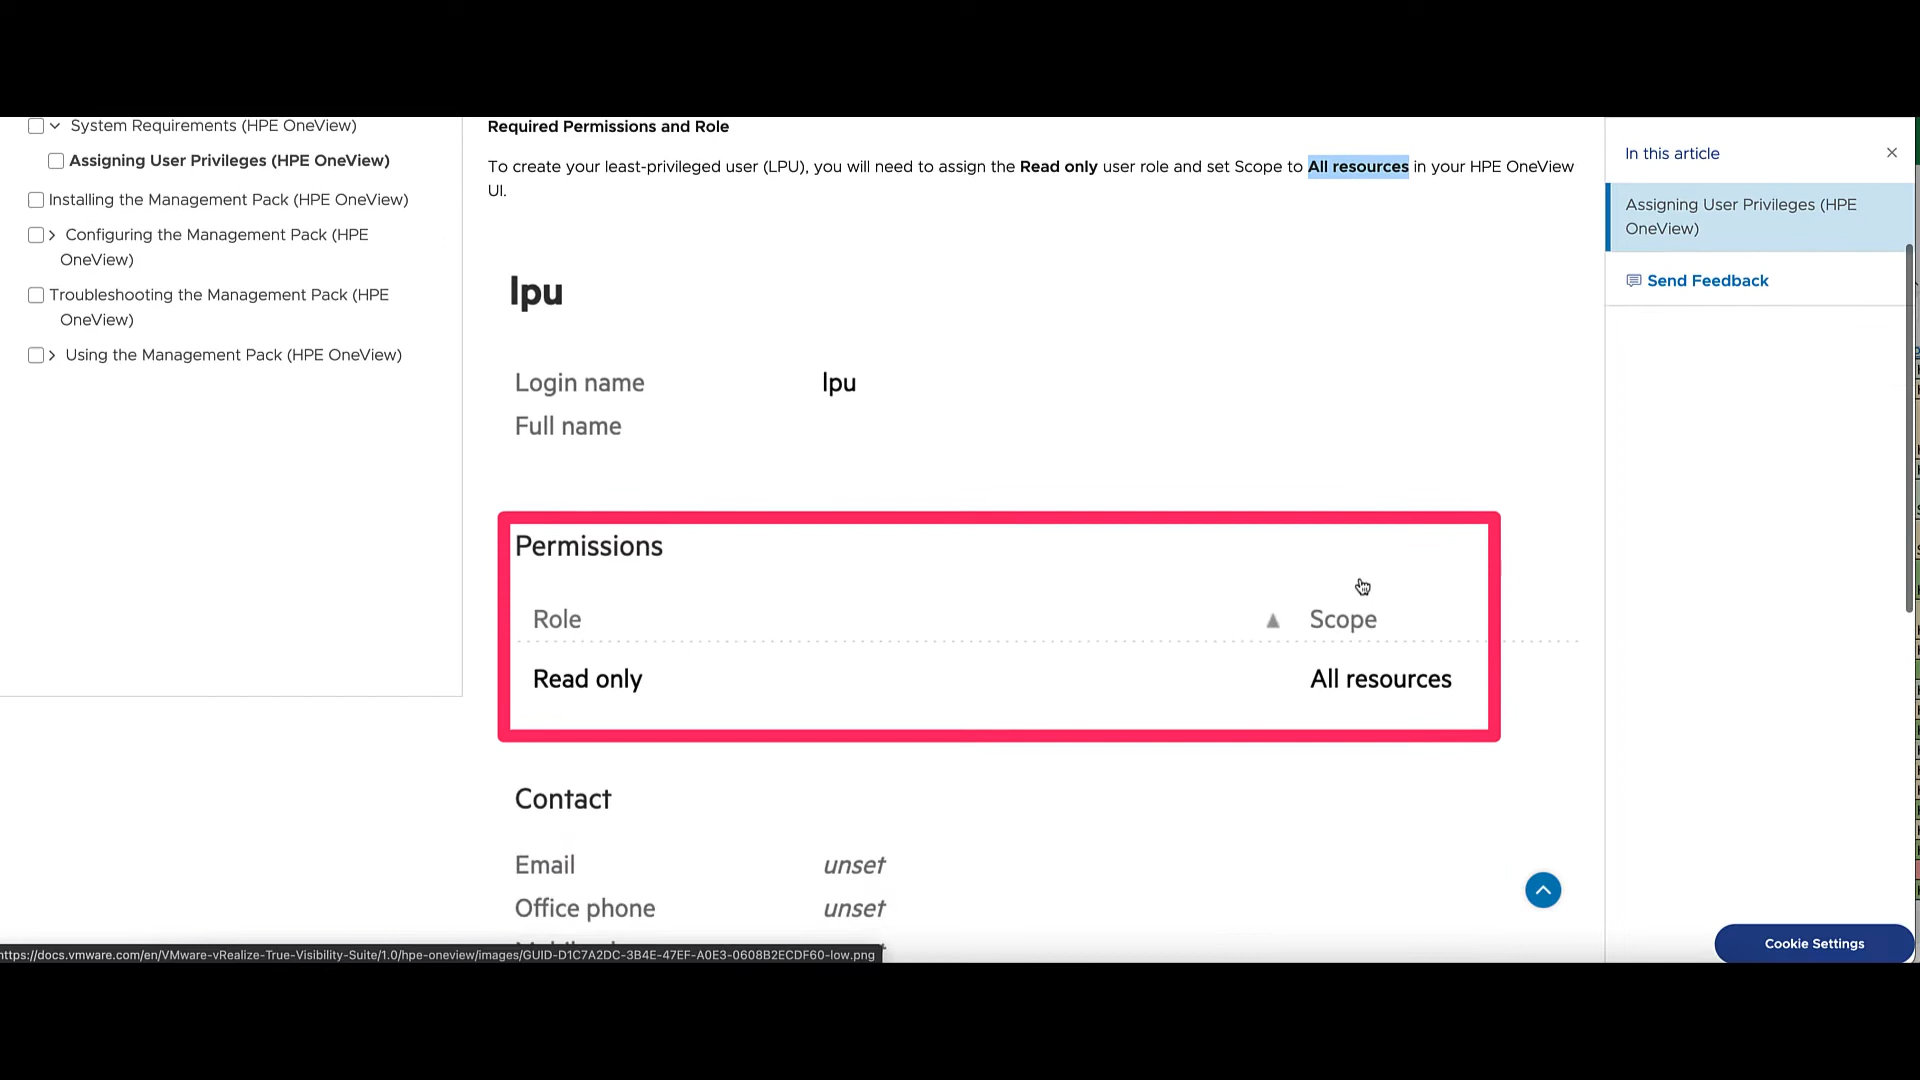 System Requirements (HPE OneView)
Assigning User Privileges (HPE OneView)
Installing the Management Pack (HPE OneView)
Configuring the Management Pack (HPE
OneView)
Troubleshooting the Management Pack (HPE
OneView)
Using the Management Pack (HPE OneView)
Required Permissions and Role
To create your least-privileged user (LPU), you will need to assign the Read only user role and set Scope to All resources in your HPE OneView
UI.
lpu
Login name lpu
Full name
Permissions
Role ▲ Scope
Read only All resources
Contact
Email unset
Office phone unset
https://docs.vmware.com/en/VMware-vRealize-True-Visibility-Suite/1.0/hpe-oneview/images/GUID-D1C7A2DC-3B4E-47EF-A0E3-0608B2ECDF60-low.png
In this article
Assigning User Privileges (HPE
OneView)
Send Feedback
Cookie Settings